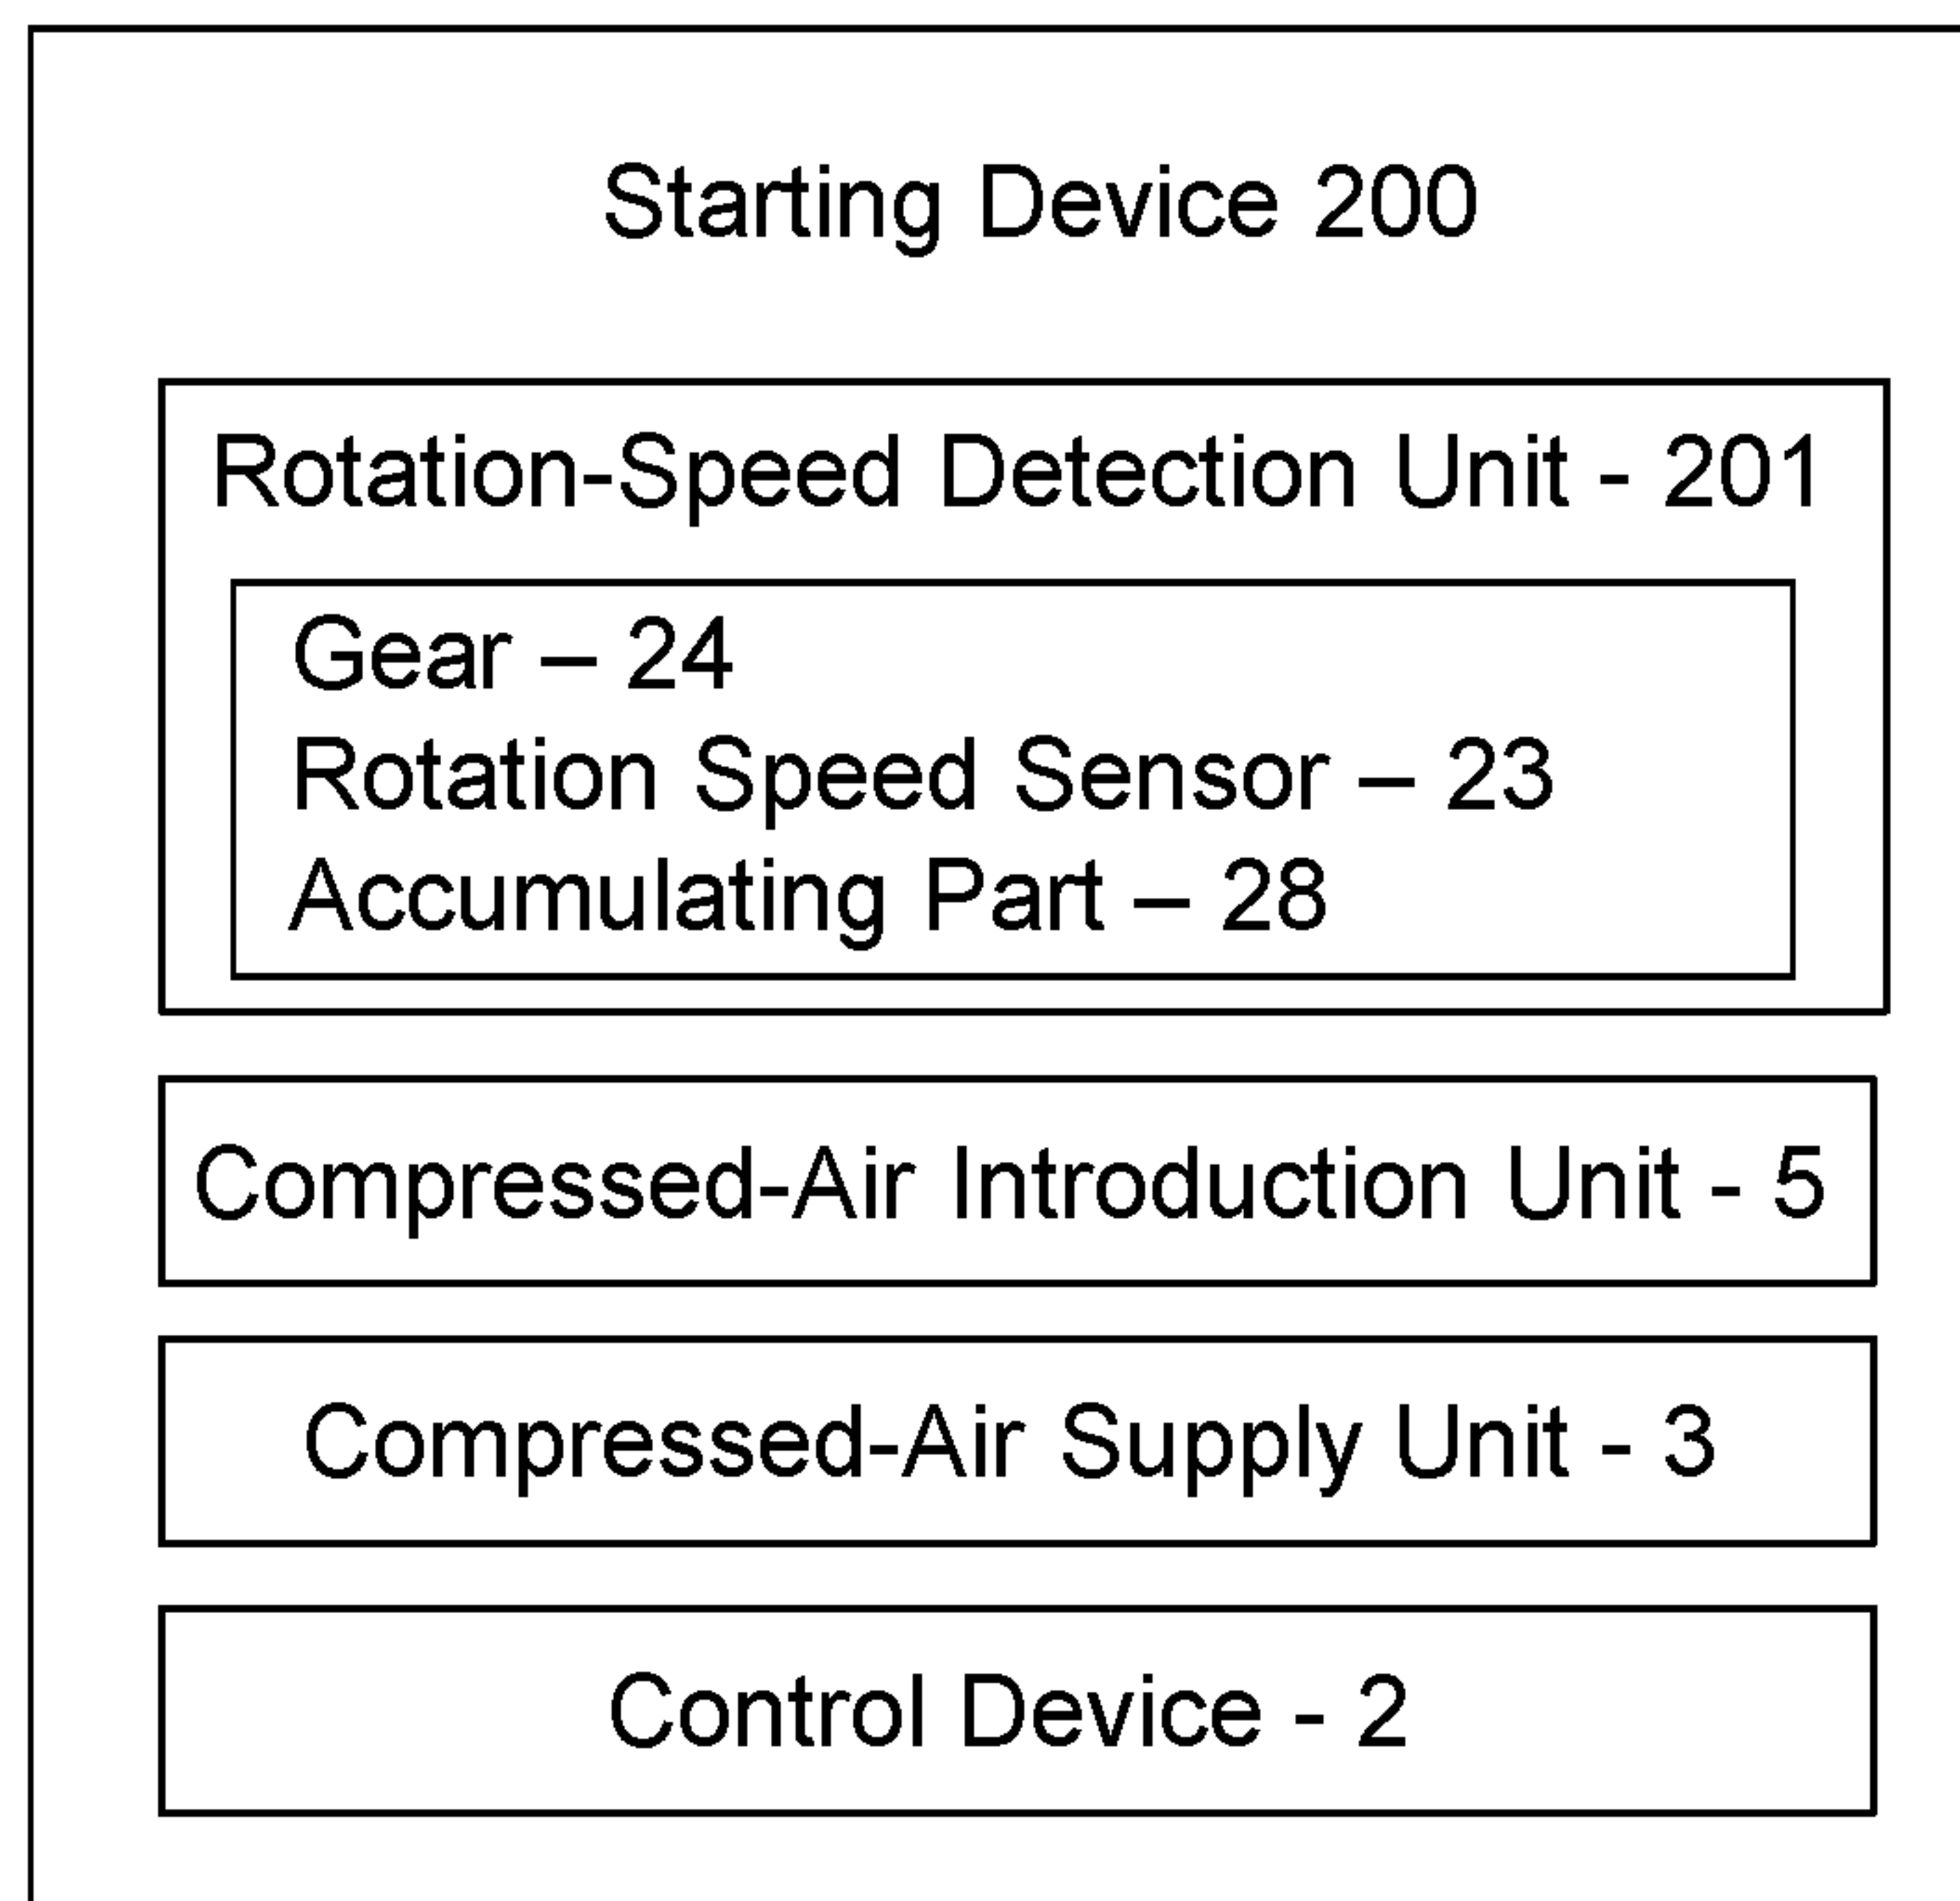 Starting Device 200
Rotation-Speed Detection Unit - 201
Gear – 24
Rotation Speed Sensor – 23
Accumulating Part – 28
Compressed-Air Introduction Unit - 5
Compressed-Air Supply Unit - 3
Control Device - 2